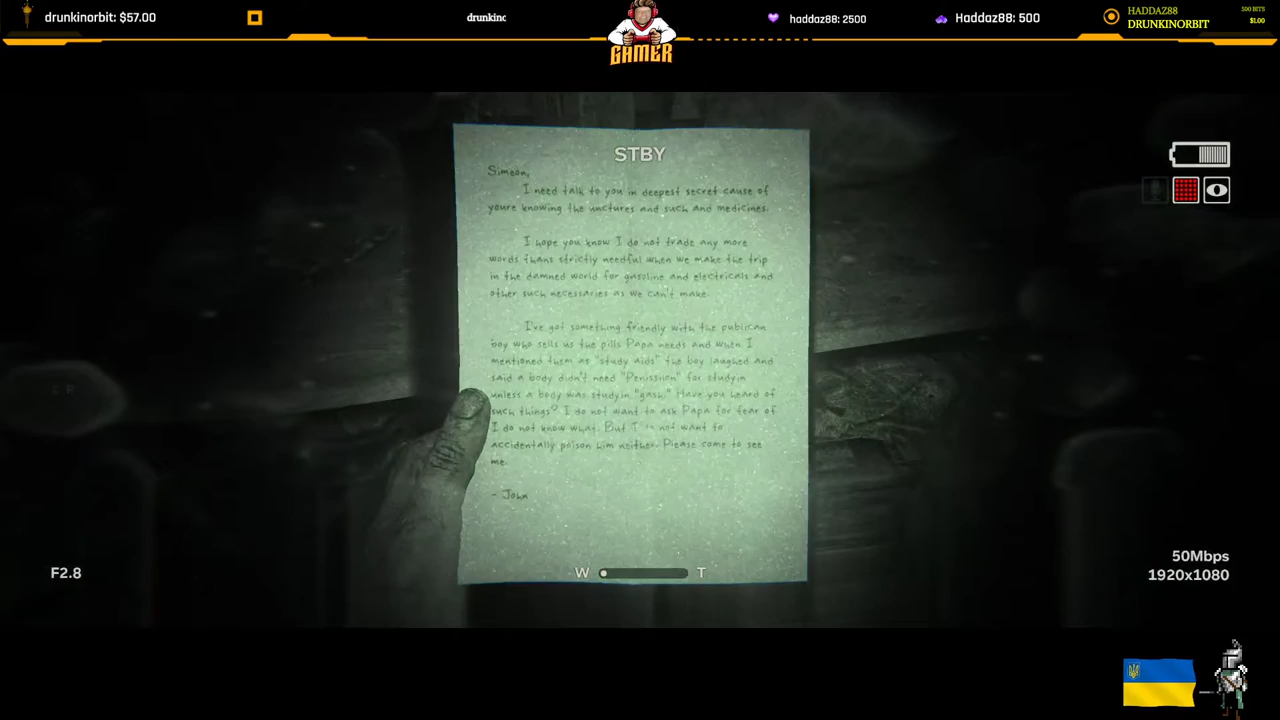 drunkinorbit: $57.00
drunkinc
GAMER
haddaz88: 2500
Haddaz88: 500
HADDAZ88
DRUNKINORBIT
500 BITS
$1.00
STBY
Simeon,
I need talk to you in deepest secret cause of
youre knowing the unctures and such and medicines.
I hope you know I do not trade any more
words thans strictly needful when we make the trip
in the damned world for gasoline and electricals and
other such necessaries as we can't make.
I've got something friendly with the publican
boy who sells us the pills Papa needs and when I
mentioned them as "study aids" the boy laughed and
said a body didn't need "Penission" for studyin
unless a body was studyin "gash." Have you heard of
such things? I do not want to ask Papa for fear of
I do not know what. But I do not want to
accidentally poison him neither. Please come to see
me.
- John
F2.8
W T
50Mbps
1920x1080